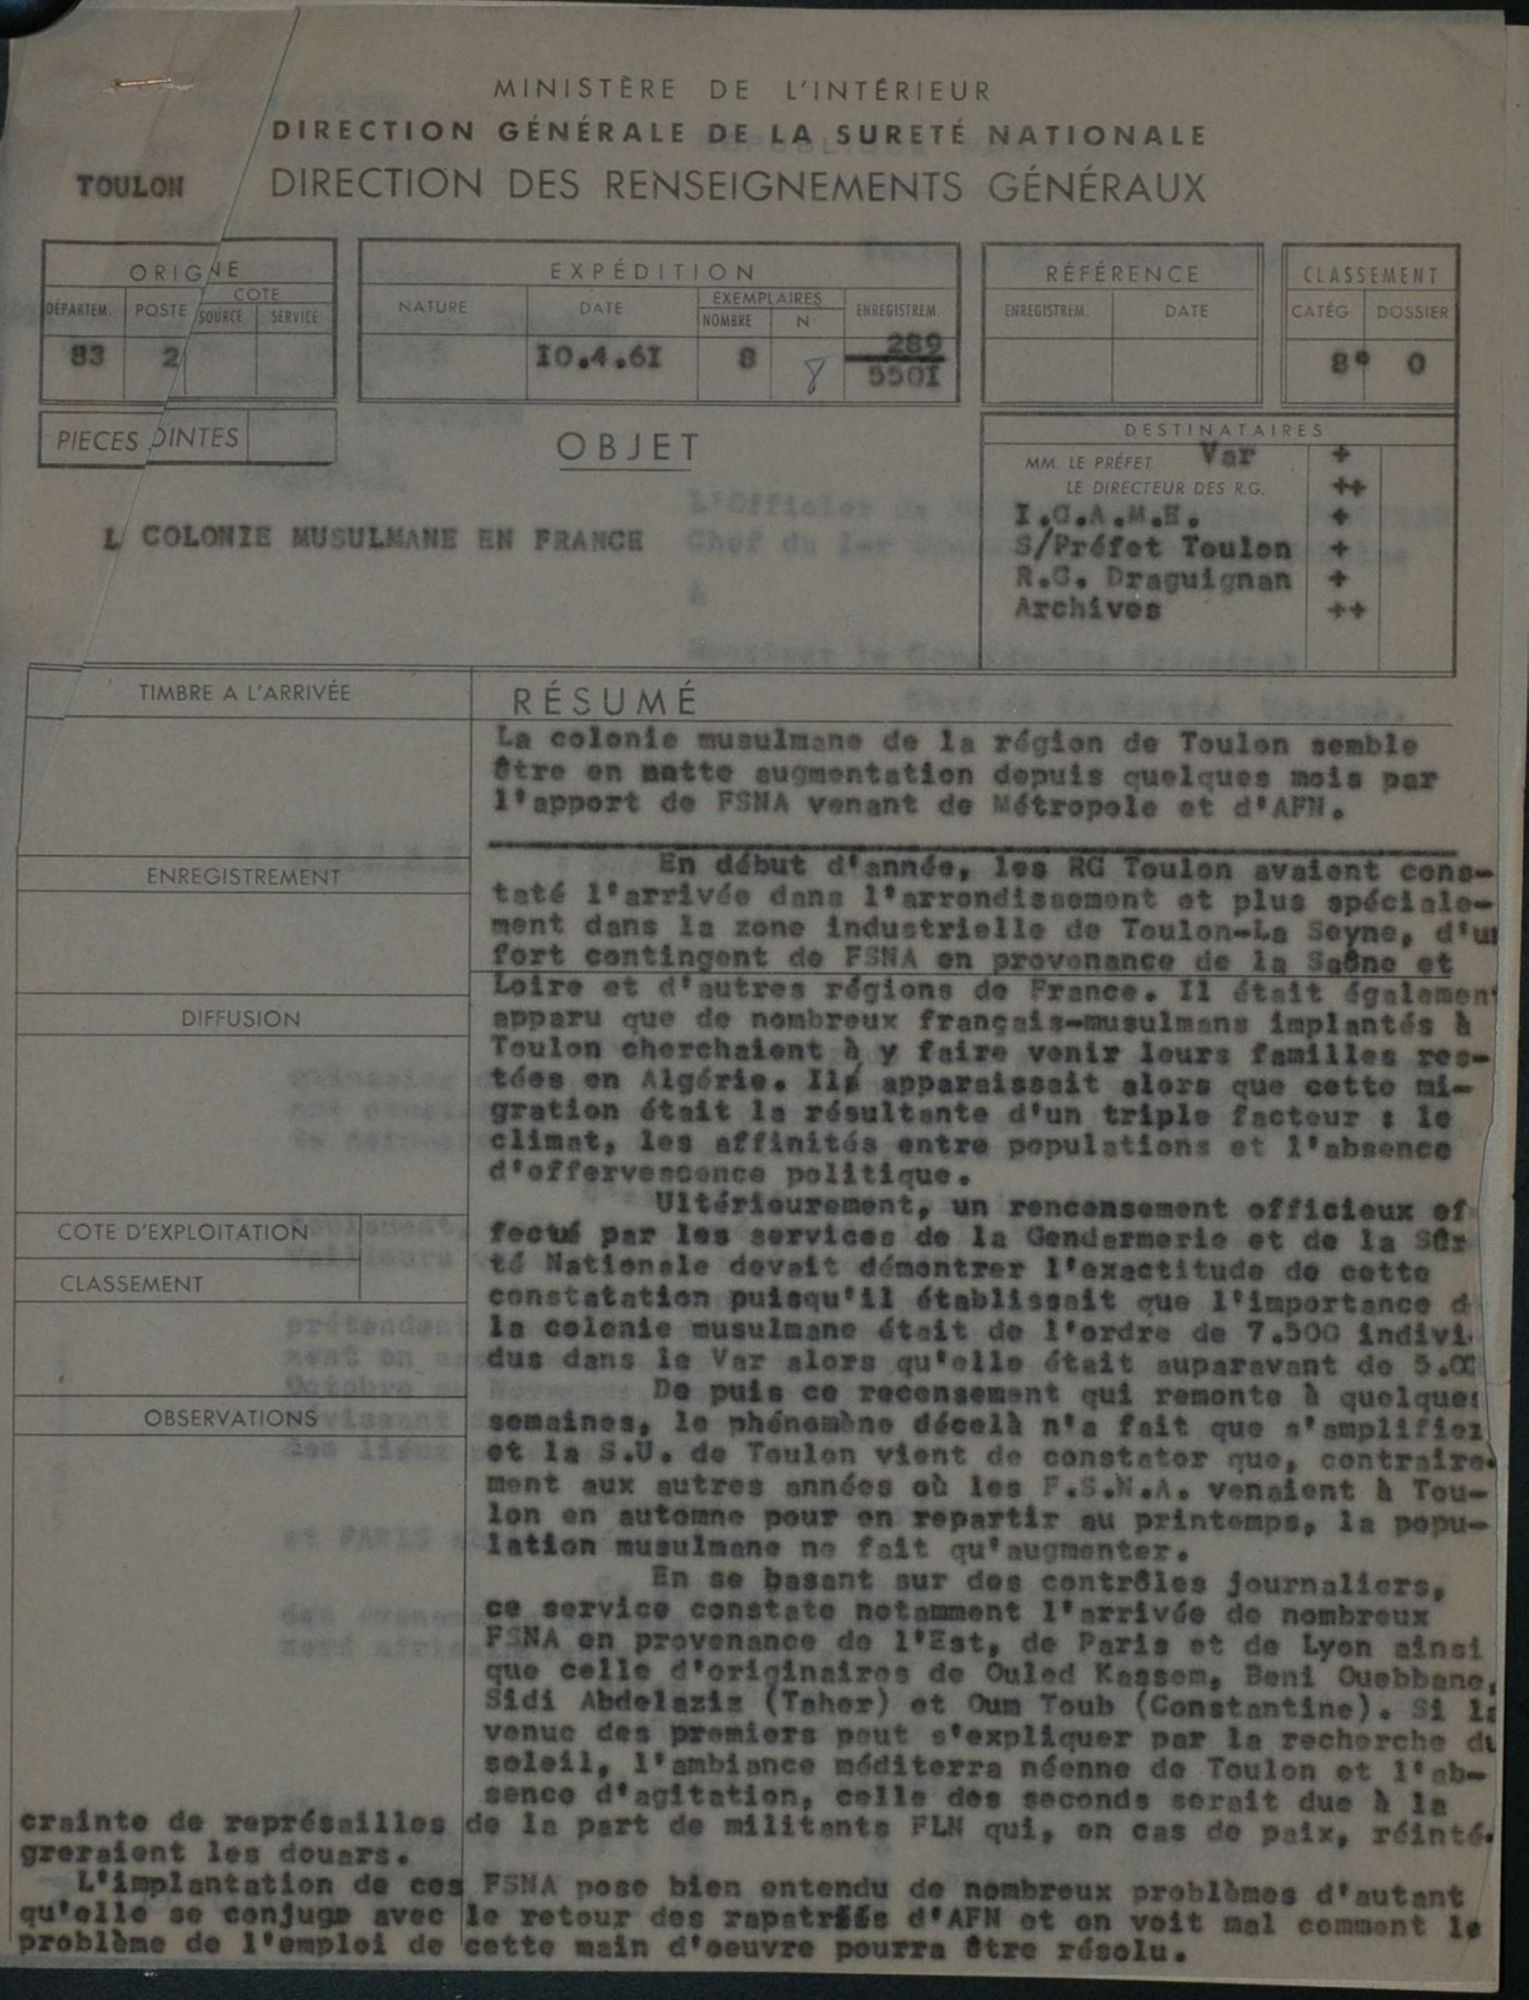 MINISTÈRE DE L'INTÉRIEUR
DIRECTION GÉNÉRALE DE LA SURETÉ NATIONALE
TOULON DIRECTION DES RENSEIGNEMENTS GÉNÉRAUX
ORIGNE
DÉPARTEM. POSTE COTE
SOURCE SERVICE
83 2
EXPÉDITION
NATURE DATE EXEMPLAIRES ENREGISTREM.
NOMBRE N
I0.4.6I 8 8 289
550I
RÉFÉRENCE
ENREGISTREM. DATE
CLASSEMENT
CATÉG DOSSIER
8° 0
PIECES OINTES
OBJET
L COLONIE MUSULMANE EN FRANCE
DESTINATAIRES
MM. LE PRÉFET Var +
LE DIRECTEUR DES R.G. ++
I.G.A.M.E. +
S/Préfet Toulon +
R.G. Draguignan +
Archives ++
TIMBRE A L'ARRIVÉE
ENREGISTREMENT
DIFFUSION
COTE D'EXPLOITATION
CLASSEMENT
OBSERVATIONS
RÉSUMÉ
La colonie musulmane de la région de Toulon semble
être en natte augmentation depuis quelques mois par
l'apport de FSNA venant de Métropole et d'AFN.
En début d'année, les RG Toulon avaient cons-
taté l'arrivée dans l'arrondissement et plus spéciale-
ment dans la zone industrielle de Toulon-La Seyne, d'un
fort contingent de FSNA en provenance de la Saône et
Loire et d'autres régions de France. Il était également
apparu que de nombreux français-musulmans implantés à
Toulon cherchaient à y faire venir leurs familles res-
tées en Algérie. Il apparaissait alors que cette mi-
gration était la résultante d'un triple facteur : le
climat, les affinités entre populations et l'absence
d'effervescence politique.
Ultérieurement, un rencensement officieux ef
fectué par les services de la Gendarmerie et de la Sûr
té Nationale devait démontrer l'exactitude de cette
constatation puisqu'il établissait que l'importance d
la colonie musulmane était de l'ordre de 7.500 indivi
dus dans le Var alors qu'elle était auparavant de 5.00
De puis ce recensement qui remonte à quelques
semaines, le phénomène décelà n'a fait que s'amplifier
et la S.U. de Toulon vient de constater que, contraire-
ment aux autres années où les F.S.N.A. venaient à Tou-
lon en automne pour en repartir au printemps, la popu-
lation musulmane ne fait qu'augmenter.
En se basant sur des contrôles journaliers,
ce service constate notamment l'arrivée de nombreux
FSNA en provenance de l'Est, de Paris et de Lyon ainsi
que celle d'originaires de Ouled Kassem, Beni Ouebbane,
Sidi Abdelaziz (Taher) et Oum Toub (Constantine). Si la
venue des premiers peut s'expliquer par la recherche du
soleil, l'ambiance méditerra néenne de Toulon et l'ab-
sence d'agitation, celle des seconds serait due à la
crainte de représailles de la part de militants FLN qui, en cas de paix, réinté-
greraient les douars.
L'implantation de ces FSNA pose bien entendu de nombreux problèmes d'autant
qu'elle se conjugue avec le retour des rapatriés d'AFN et on voit mal comment le
problème de l'emploi de cette main d'oeuvre pourra être résolu.